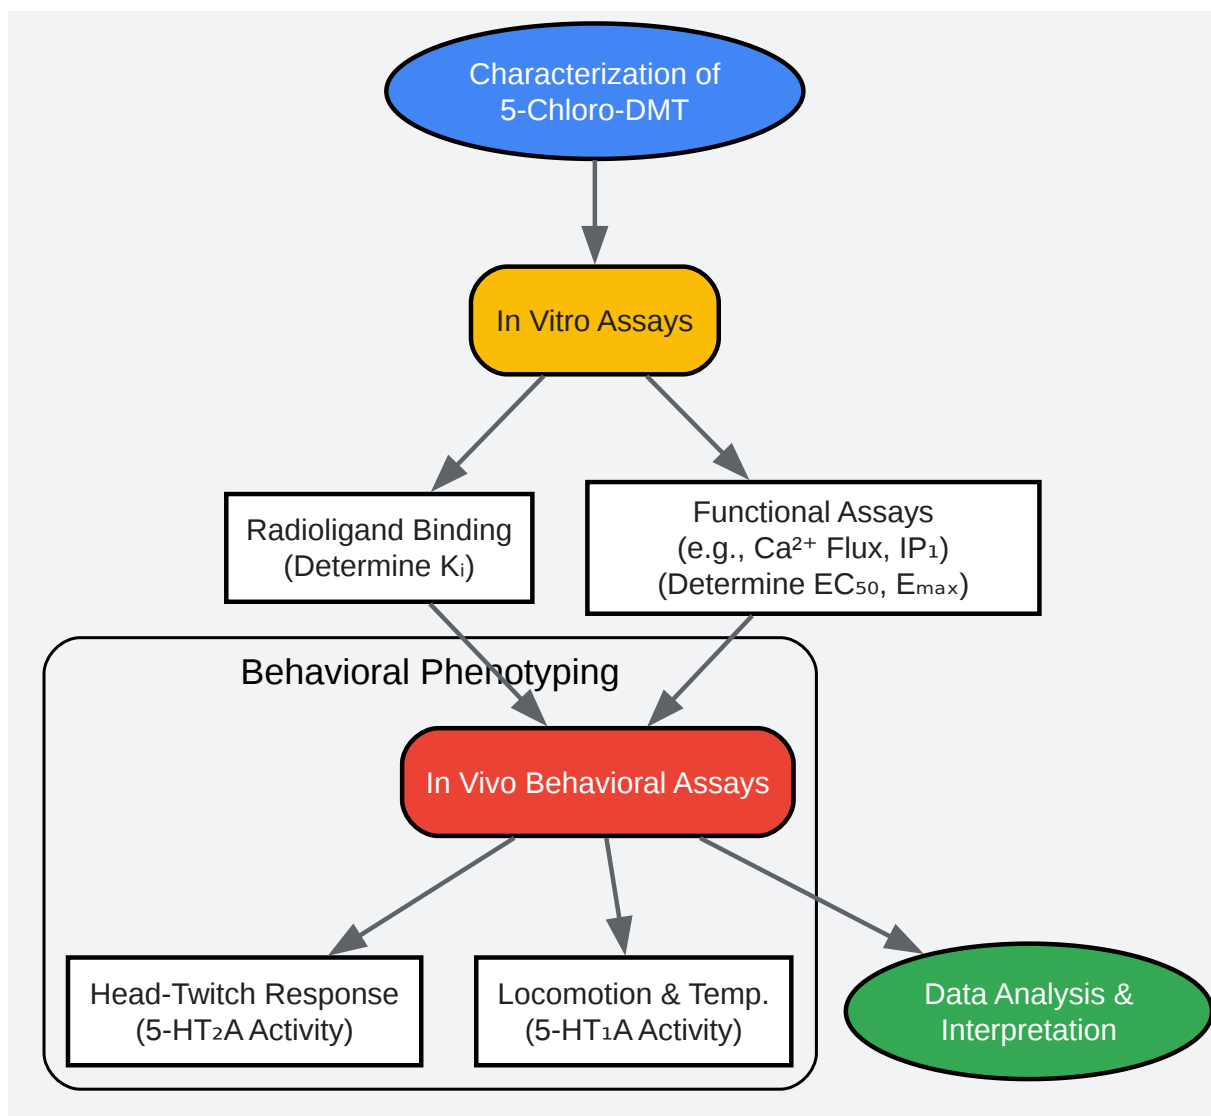 Characterization of
5-Chloro-DMT
In Vitro Assays
Radioligand Binding
(Determine Kᵢ)
Functional Assays
(e.g., Ca²⁺ Flux, IP₁)
(Determine EC₅₀, Eₘₐₓ)
Behavioral Phenotyping
In Vivo Behavioral Assays
Head-Twitch Response
(5-HT₂A Activity)
Locomotion & Temp.
(5-HT₁A Activity)
Data Analysis &
Interpretation